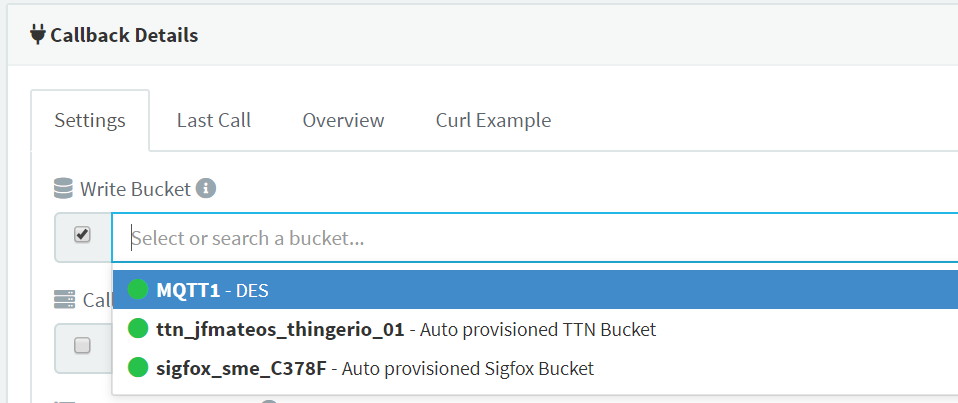 Callback Details
Settings Last Call Overview Curl Example
Write Bucket
Select or search a bucket...
MQTT1 - DES
Call
ttn_jfmateos_thingerio_01 - Auto provisioned TTN Bucket
sigfox_sme_C378F - Auto provisioned Sigfox Bucket